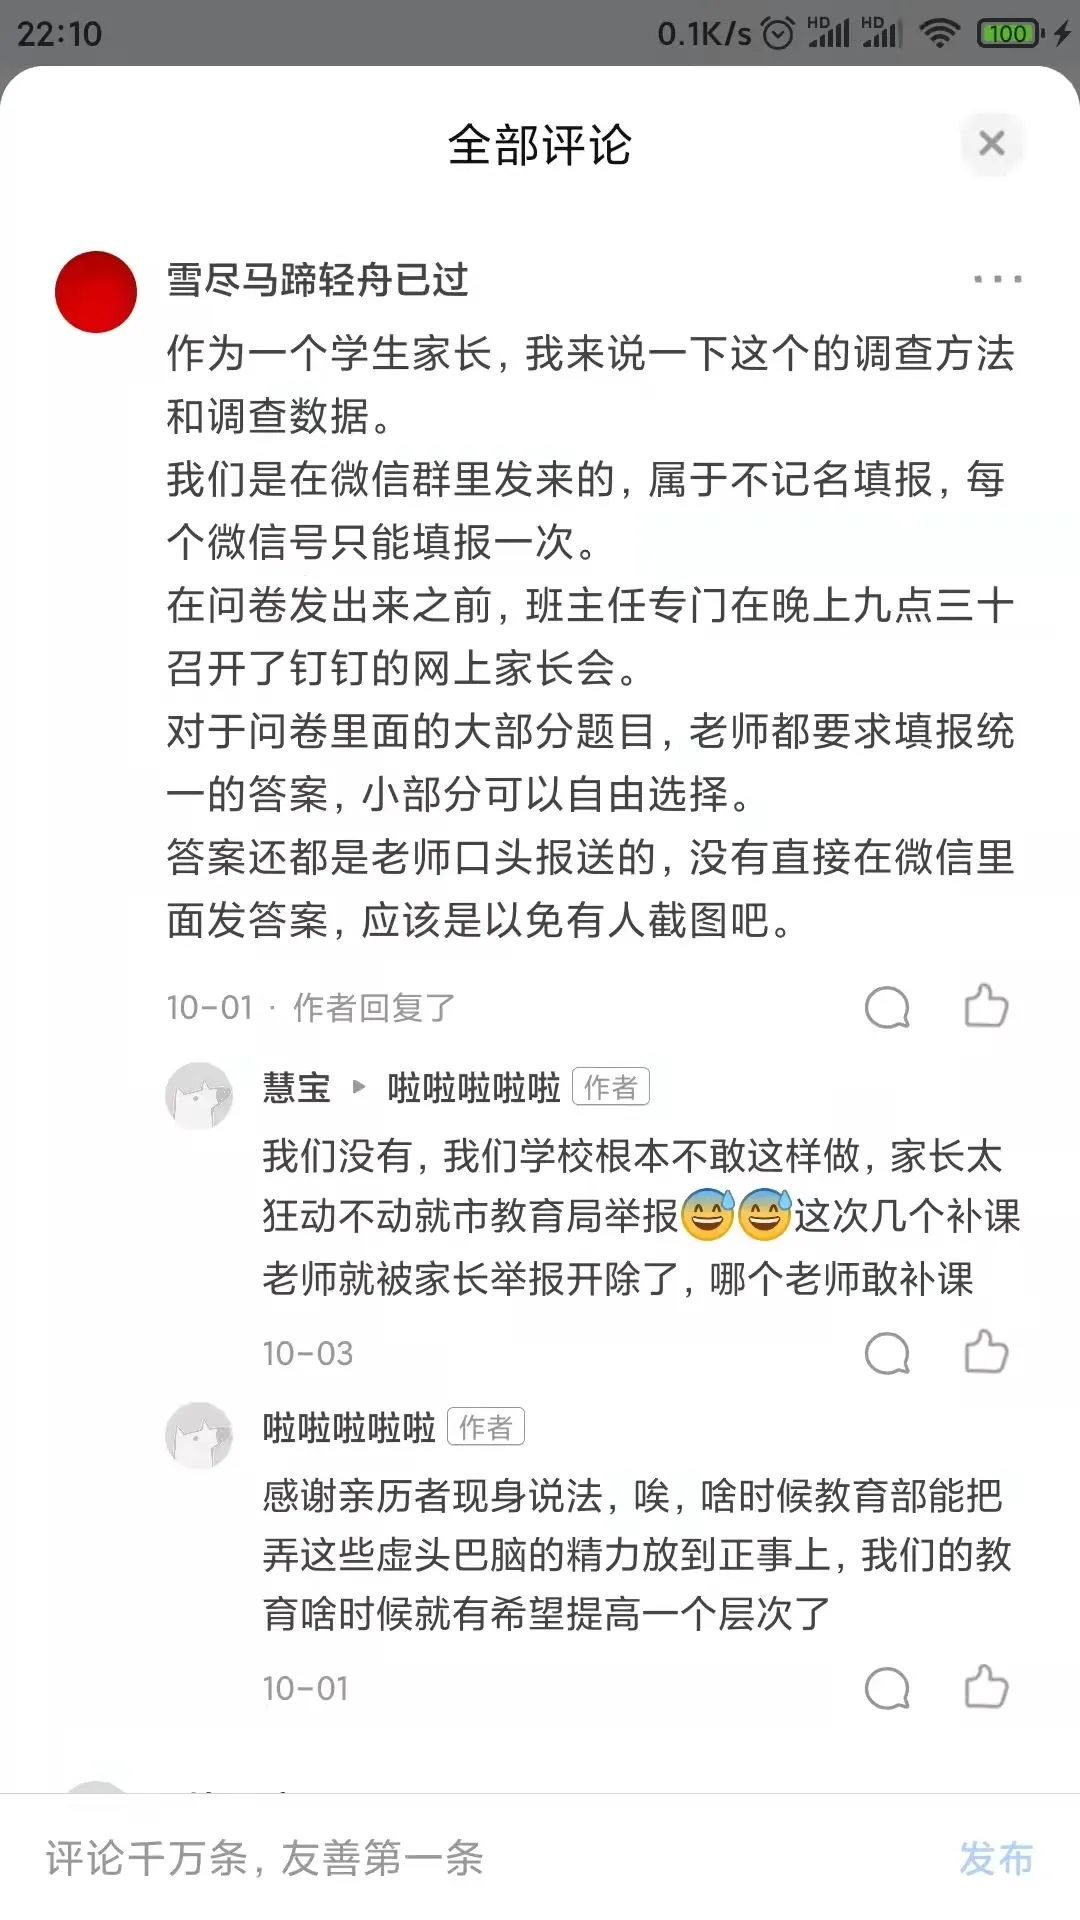 22:10 0.1K/s HD HD 100
全部评论
雪尽马蹄轻舟已过
作为一个学生家长,我来说一下这个的调查方法
和调查数据。
我们是在微信群里发来的,属于不记名填报,每
个微信号只能填报一次。
在问卷发出来之前,班主任专门在晚上九点三十
召开了钉钉的网上家长会。
对于问卷里面的大部分题目,老师都要求填报统
一的答案,小部分可以自由选择。
答案还都是老师口头报送的,没有直接在微信里
面发答案,应该是以免有人截图吧。
10-01 · 作者回复了
慧宝 ▸ 啦啦啦啦啦 作者
我们没有,我们学校根本不敢这样做,家长太
狂动不动就市教育局举报😅😅这次几个补课
老师就被家长举报开除了,哪个老师敢补课
10-03
啦啦啦啦啦 作者
感谢亲历者现身说法,唉,啥时候教育部能把
弄这些虚头巴脑的精力放到正事上,我们的教
育啥时候就有希望提高一个层次了
10-01
评论千万条,友善第一条 发布